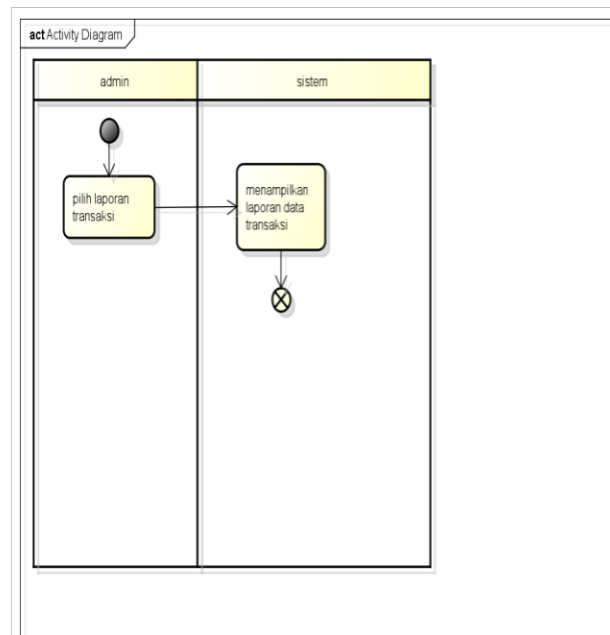 act Activity Diagram
admin
sistem
pilih laporan
transaksi
menampilkan
laporan data
transaksi